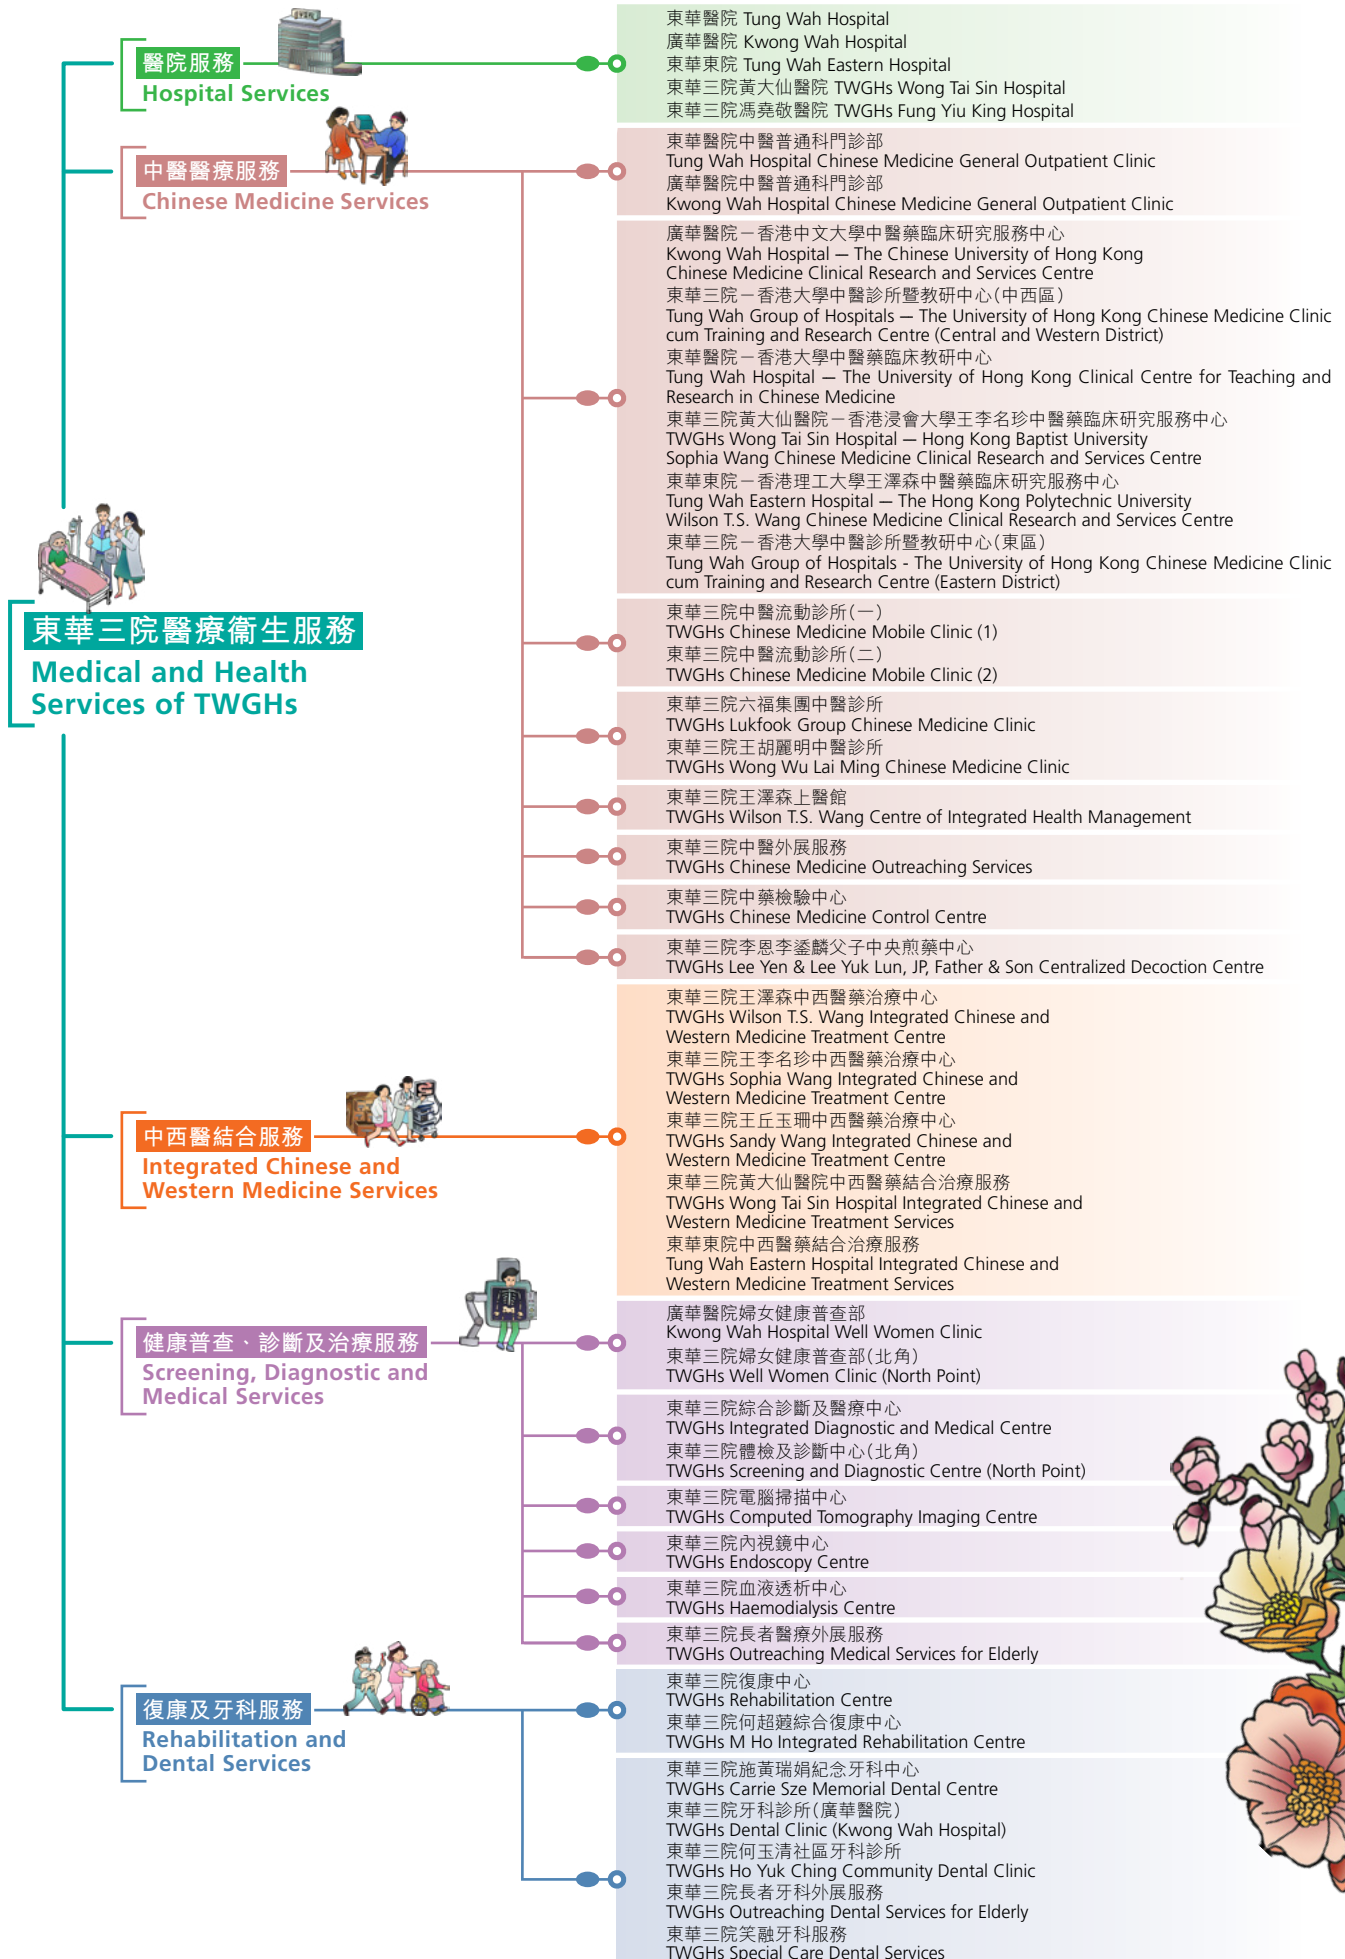 東華三院醫療衞生服務
Medical and Health
Services of TWGHs
醫院服務
Hospital Services
東華醫院 Tung Wah Hospital
廣華醫院 Kwong Wah Hospital
東華東院 Tung Wah Eastern Hospital
東華三院黃大仙醫院 TWGHs Wong Tai Sin Hospital
東華三院馮堯敬醫院 TWGHs Fung Yiu King Hospital
中醫醫療服務
Chinese Medicine Services
東華醫院中醫普通科門診部
Tung Wah Hospital Chinese Medicine General Outpatient Clinic
廣華醫院中醫普通科門診部
Kwong Wah Hospital Chinese Medicine General Outpatient Clinic
廣華醫院－香港中文大學中醫藥臨床研究服務中心
Kwong Wah Hospital — The Chinese University of Hong Kong
Chinese Medicine Clinical Research and Services Centre
東華三院－香港大學中醫診所暨教研中心(中西區)
Tung Wah Group of Hospitals — The University of Hong Kong Chinese Medicine Clinic
cum Training and Research Centre (Central and Western District)
東華醫院－香港大學中醫藥臨床教研中心
Tung Wah Hospital — The University of Hong Kong Clinical Centre for Teaching and
Research in Chinese Medicine
東華三院黃大仙醫院－香港浸會大學王李名珍中醫藥臨床研究服務中心
TWGHs Wong Tai Sin Hospital — Hong Kong Baptist University
Sophia Wang Chinese Medicine Clinical Research and Services Centre
東華東院－香港理工大學王澤森中醫藥臨床研究服務中心
Tung Wah Eastern Hospital — The Hong Kong Polytechnic University
Wilson T.S. Wang Chinese Medicine Clinical Research and Services Centre
東華三院－香港大學中醫診所暨教研中心(東區)
Tung Wah Group of Hospitals - The University of Hong Kong Chinese Medicine Clinic
cum Training and Research Centre (Eastern District)
東華三院中醫流動診所(一)
TWGHs Chinese Medicine Mobile Clinic (1)
東華三院中醫流動診所(二)
TWGHs Chinese Medicine Mobile Clinic (2)
東華三院六福集團中醫診所
TWGHs Lukfook Group Chinese Medicine Clinic
東華三院王胡麗明中醫診所
TWGHs Wong Wu Lai Ming Chinese Medicine Clinic
東華三院王澤森上醫館
TWGHs Wilson T.S. Wang Centre of Integrated Health Management
東華三院中醫外展服務
TWGHs Chinese Medicine Outreaching Services
東華三院中藥檢驗中心
TWGHs Chinese Medicine Control Centre
東華三院李恩李鋈麟父子中央煎藥中心
TWGHs Lee Yen & Lee Yuk Lun, JP, Father & Son Centralized Decoction Centre
中西醫結合服務
Integrated Chinese and
Western Medicine Services
東華三院王澤森中西醫藥治療中心
TWGHs Wilson T.S. Wang Integrated Chinese and
Western Medicine Treatment Centre
東華三院王李名珍中西醫藥治療中心
TWGHs Sophia Wang Integrated Chinese and
Western Medicine Treatment Centre
東華三院王丘玉珊中西醫藥治療中心
TWGHs Sandy Wang Integrated Chinese and
Western Medicine Treatment Centre
東華三院黃大仙醫院中西醫藥結合治療服務
TWGHs Wong Tai Sin Hospital Integrated Chinese and
Western Medicine Treatment Services
東華東院中西醫藥結合治療服務
Tung Wah Eastern Hospital Integrated Chinese and
Western Medicine Treatment Services
健康普查、診斷及治療服務
Screening, Diagnostic and
Medical Services
廣華醫院婦女健康普查部
Kwong Wah Hospital Well Women Clinic
東華三院婦女健康普查部(北角)
TWGHs Well Women Clinic (North Point)
東華三院綜合診斷及醫療中心
TWGHs Integrated Diagnostic and Medical Centre
東華三院體檢及診斷中心(北角)
TWGHs Screening and Diagnostic Centre (North Point)
東華三院電腦掃描中心
TWGHs Computed Tomography Imaging Centre
東華三院內視鏡中心
TWGHs Endoscopy Centre
東華三院血液透析中心
TWGHs Haemodialysis Centre
東華三院長者醫療外展服務
TWGHs Outreaching Medical Services for Elderly
復康及牙科服務
Rehabilitation and
Dental Services
東華三院復康中心
TWGHs Rehabilitation Centre
東華三院何超蕸綜合復康中心
TWGHs M Ho Integrated Rehabilitation Centre
東華三院施黃瑞娟紀念牙科中心
TWGHs Carrie Sze Memorial Dental Centre
東華三院牙科診所(廣華醫院)
TWGHs Dental Clinic (Kwong Wah Hospital)
東華三院何玉清社區牙科診所
TWGHs Ho Yuk Ching Community Dental Clinic
東華三院長者牙科外展服務
TWGHs Outreaching Dental Services for Elderly
東華三院笑融牙科服務
TWGHs Special Care Dental Services